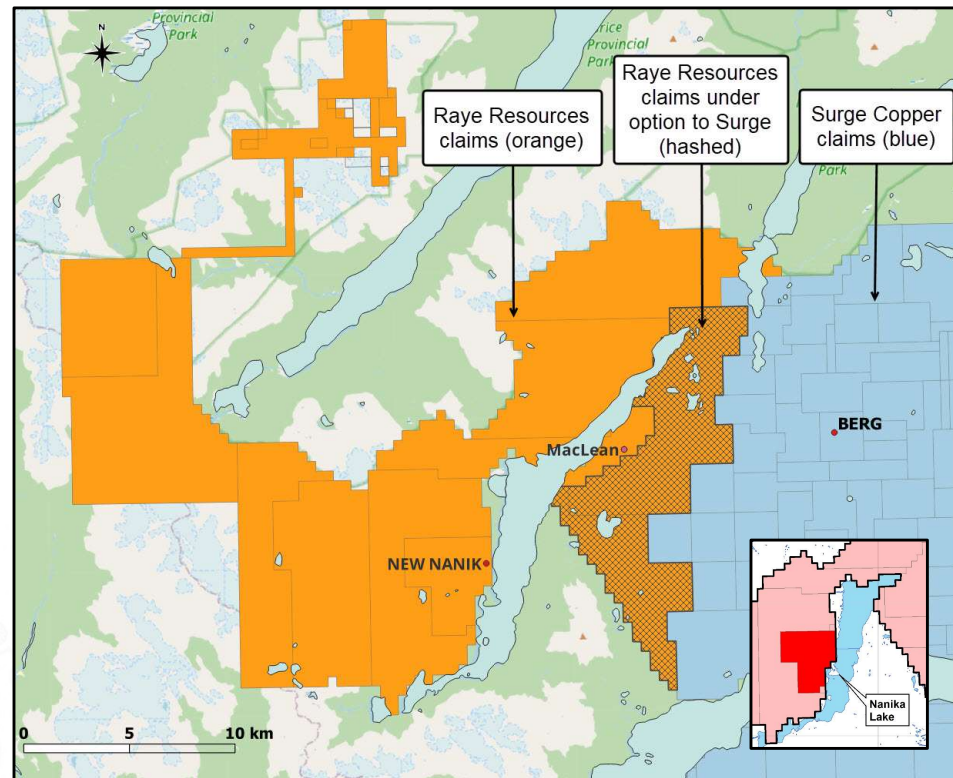 N
Provincial
Park
Provincial
Park
Raye Resources
claims (orange)
Raye Resources
claims under
option to Surge
(hashed)
Surge Copper
claims (blue)
Park
BERG
MacLean
NEW NANIK
Nanika
Lake
0 5 10 km